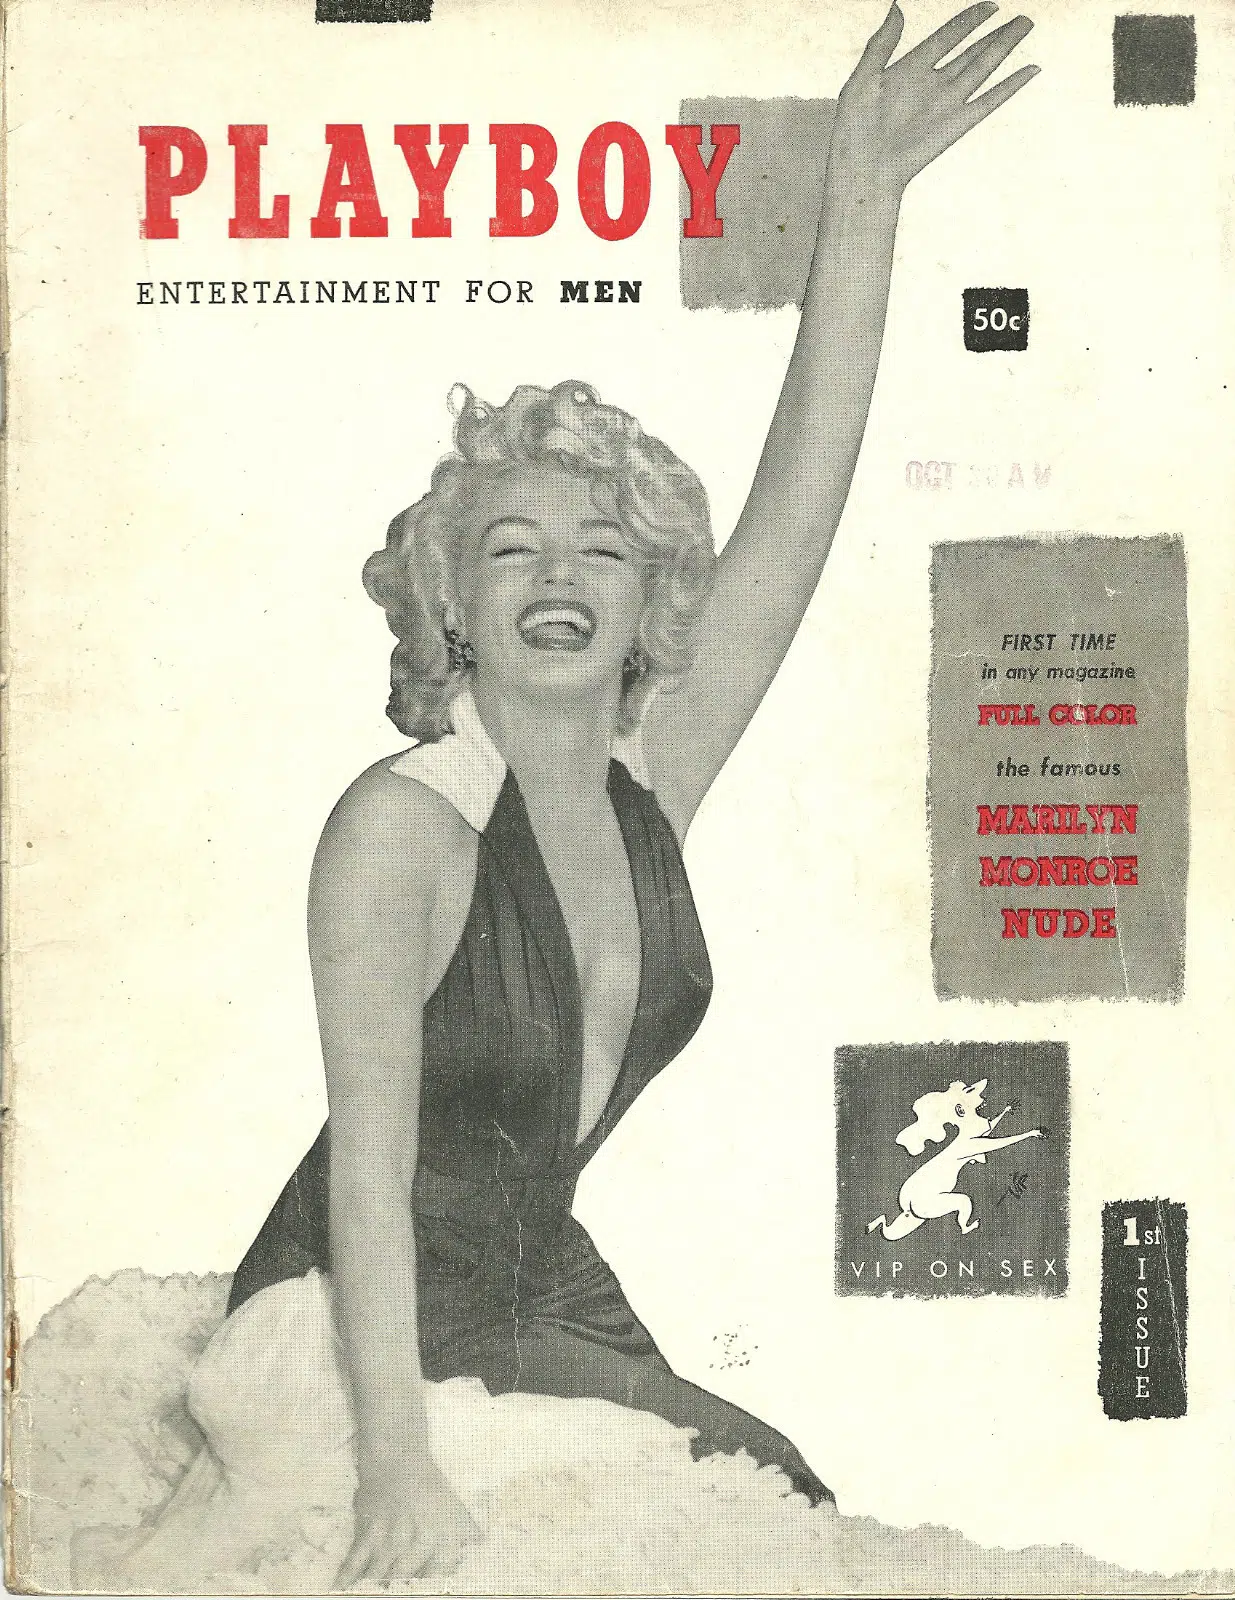 PLAYBOY
ENTERTAINMENT FOR MEN
50c
OCT
FIRST TIME
in any magazine
FULL COLOR
the famous
MARILYN
MONROE
NUDE
VIP ON SEX
1st
ISSUE